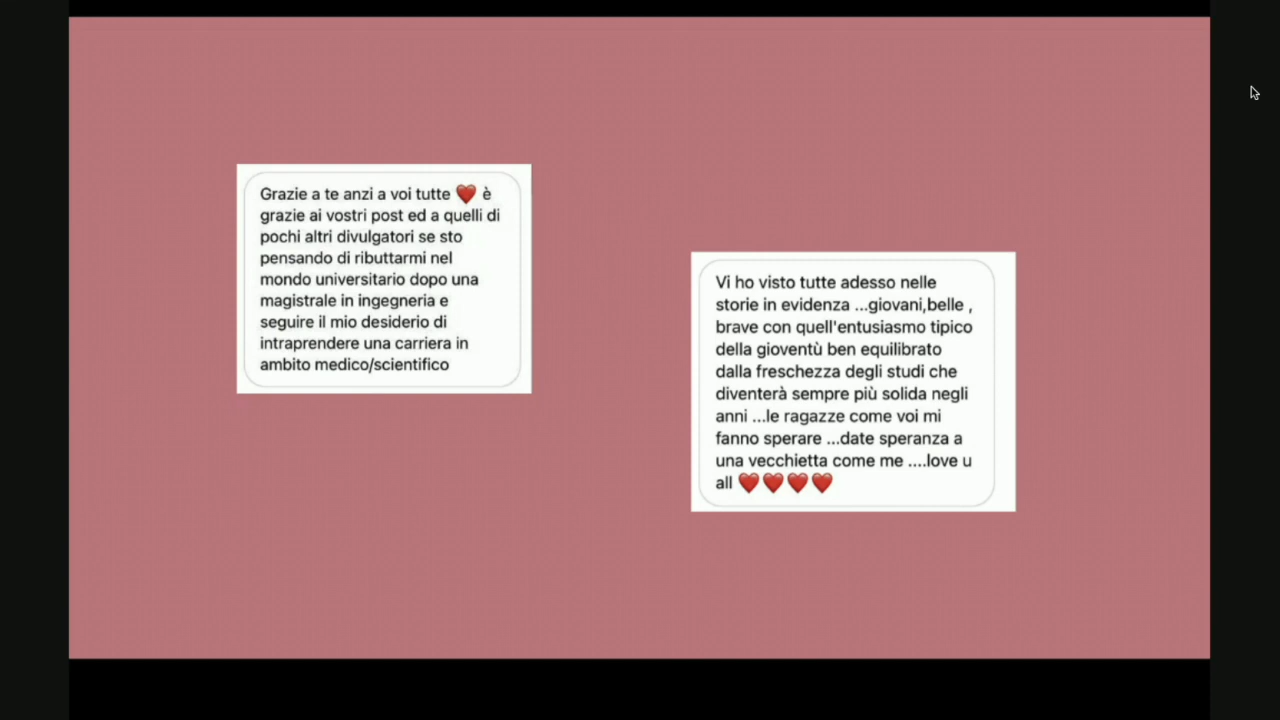 Grazie a te anzi a voi tutte ❤️ è
grazie ai vostri post ed a quelli di
pochi altri divulgatori se sto
pensando di ributtarmi nel
mondo universitario dopo una
magistrale in ingegneria e
seguire il mio desiderio di
intraprendere una carriera in
ambito medico/scientifico
Vi ho visto tutte adesso nelle
storie in evidenza ...giovani,belle ,
brave con quell'entusiasmo tipico
della gioventù ben equilibrato
dalla freschezza degli studi che
diventerà sempre più solida negli
anni ...le ragazze come voi mi
fanno sperare ...date speranza a
una vecchietta come me ....love u
all ❤️❤️❤️❤️